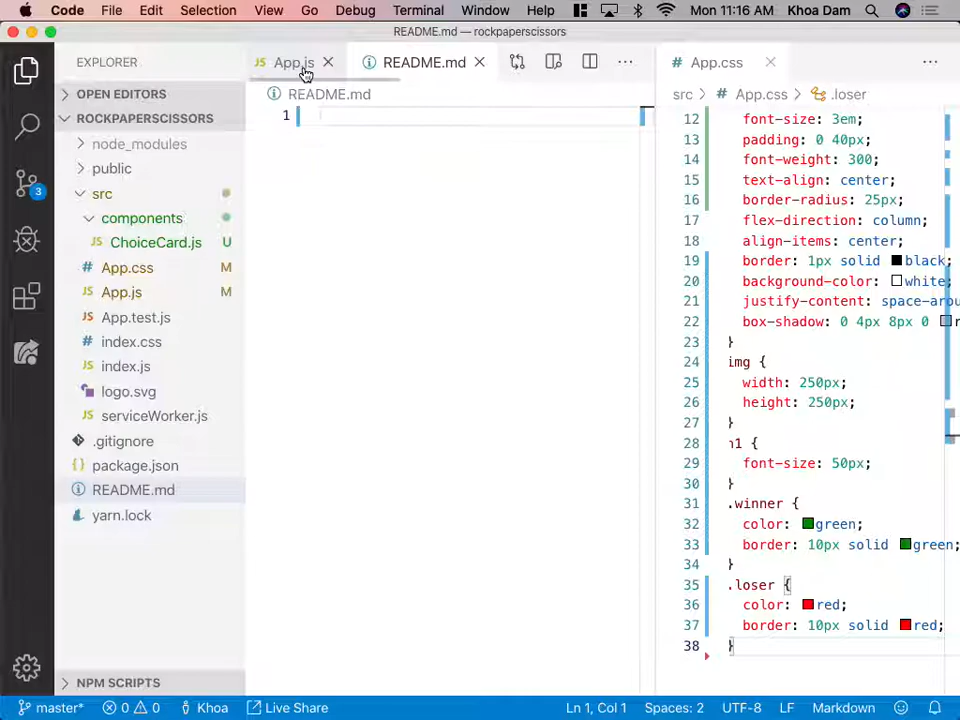 Code File Edit Selection View Go Debug Terminal Window Help Mon 11:16 AM Khoa Dam
README.md — rockpaperscissors
EXPLORER
OPEN EDITORS
ROCKPAPERSCISSORS
node_modules
public
src
components
ChoiceCard.js U
App.css M
App.js M
App.test.js
index.css
index.js
logo.svg
serviceWorker.js
.gitignore
package.json
README.md
yarn.lock
NPM SCRIPTS
3
JS App.js README.md
README.md
1
# App.css
src # App.css .loser
12 font-size: 3em;
13 padding: 0 40px;
14 font-weight: 300;
15 text-align: center;
16 border-radius: 25px;
17 flex-direction: column;
18 align-items: center;
19 border: 1px solid black;
20 background-color: white;
21 justify-content: space-arou
22 box-shadow: 0 4px 8px 0 r
23 }
24 img {
25 width: 250px;
26 height: 250px;
27 }
28 h1 {
29 font-size: 50px;
30 }
31 .winner {
32 color: green;
33 border: 10px solid green;
34 }
35 .loser {
36 color: red;
37 border: 10px solid red;
38 }
master* 0 0 Khoa Live Share Ln 1, Col 1 Spaces: 2 UTF-8 LF Markdown